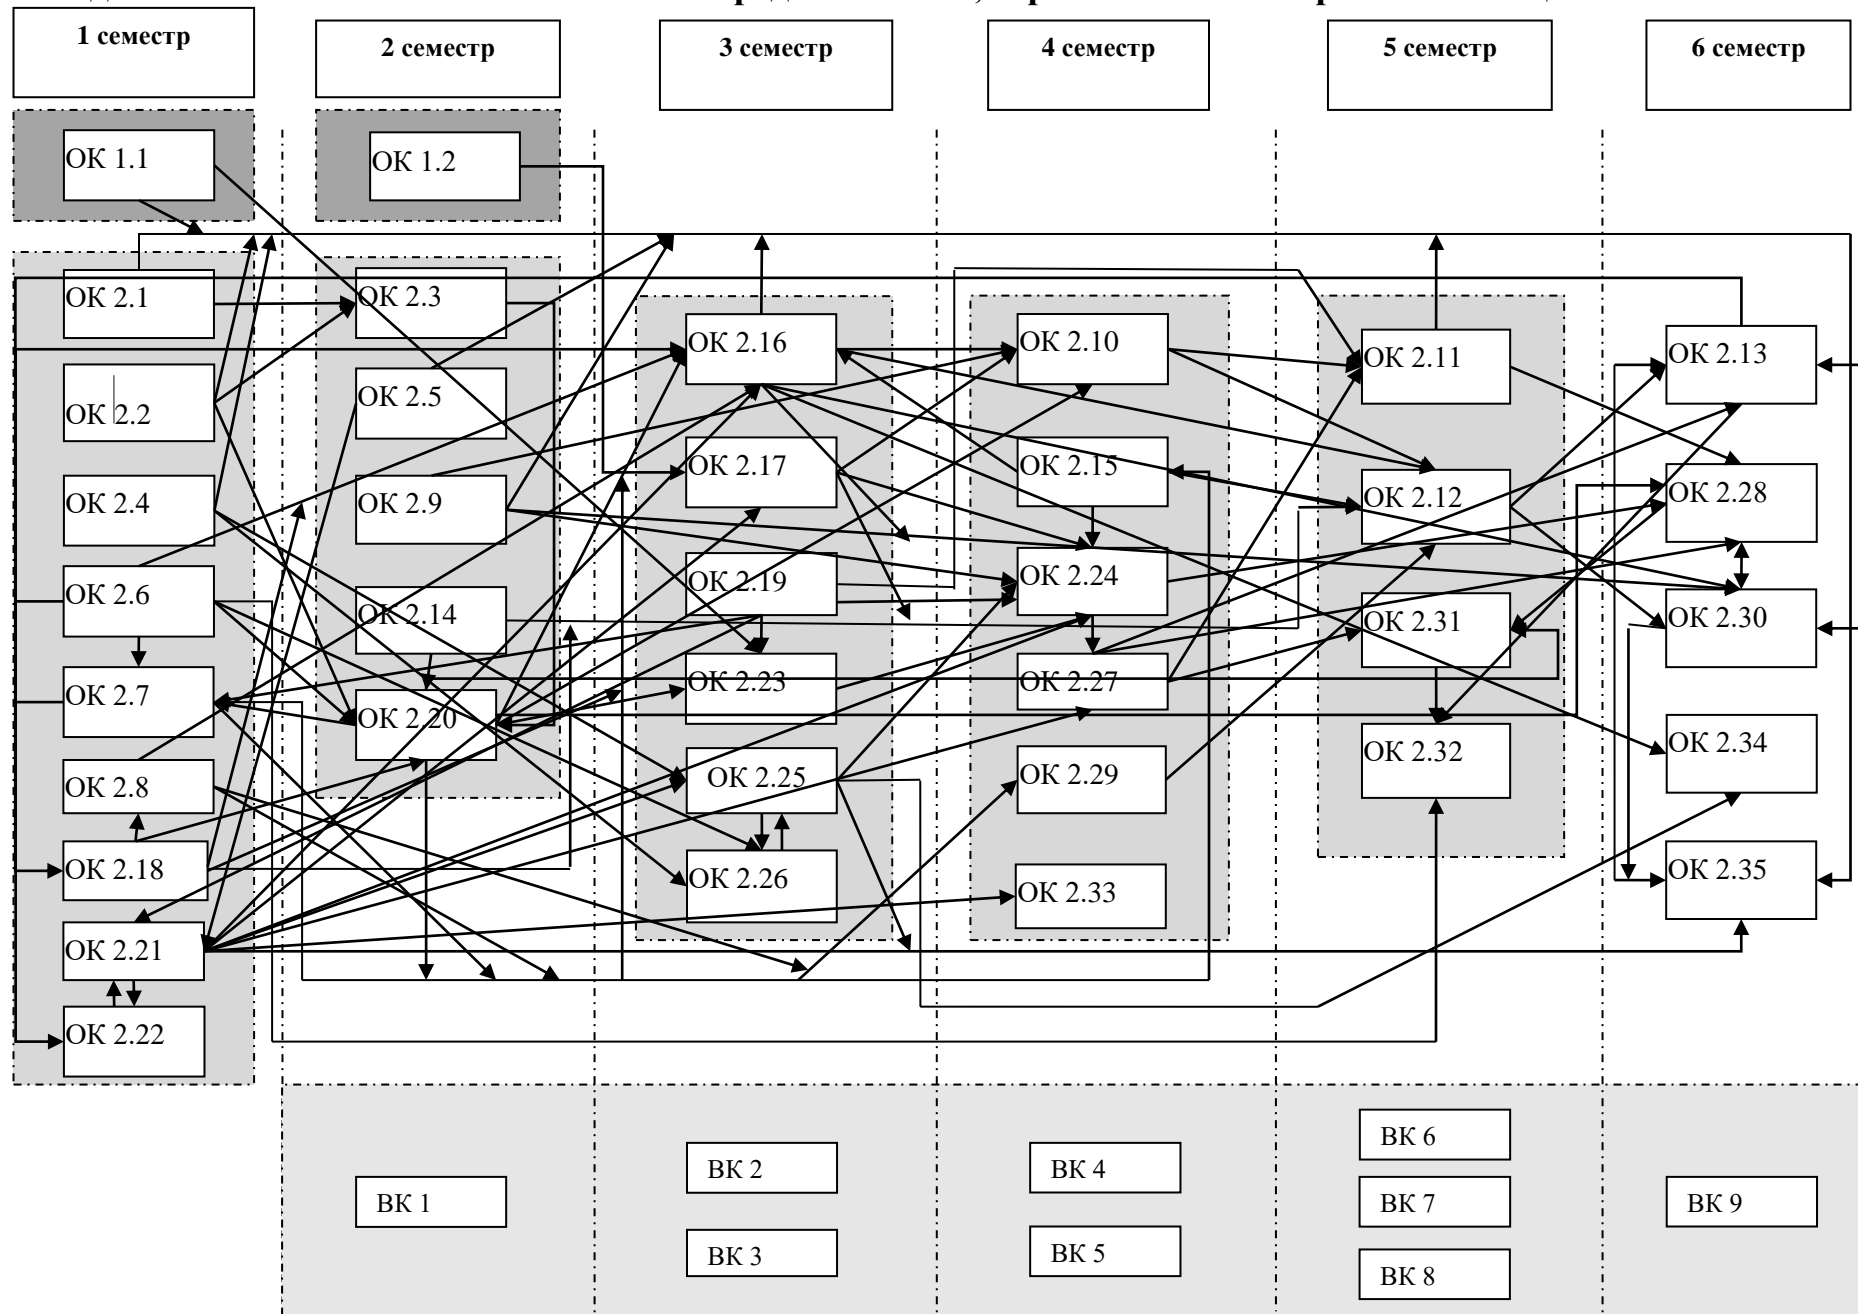 1 семестр
2 семестр
3 семестр
4 семестр
5 семестр
6 семестр
ОК 1.1
ОК 2.1
ОК 2.2
ОК 2.4
ОК 2.6
ОК 2.7
ОК 2.8
ОК 2.18
ОК 2.21
ОК 2.22
ОК 1.2
ОК 2.3
ОК 2.5
ОК 2.9
ОК 2.14
ОК 2.20
ОК 2.16
ОК 2.17
ОК 2.19
ОК 2.23
ОК 2.25
ОК 2.26
ОК 2.10
ОК 2.15
ОК 2.24
ОК 2.27
ОК 2.29
ОК 2.33
ОК 2.11
ОК 2.12
ОК 2.31
ОК 2.32
ОК 2.13
ОК 2.28
ОК 2.30
ОК 2.34
ОК 2.35
ВК 1
ВК 2
ВК 3
ВК 4
ВК 5
ВК 6
ВК 7
ВК 8
ВК 9